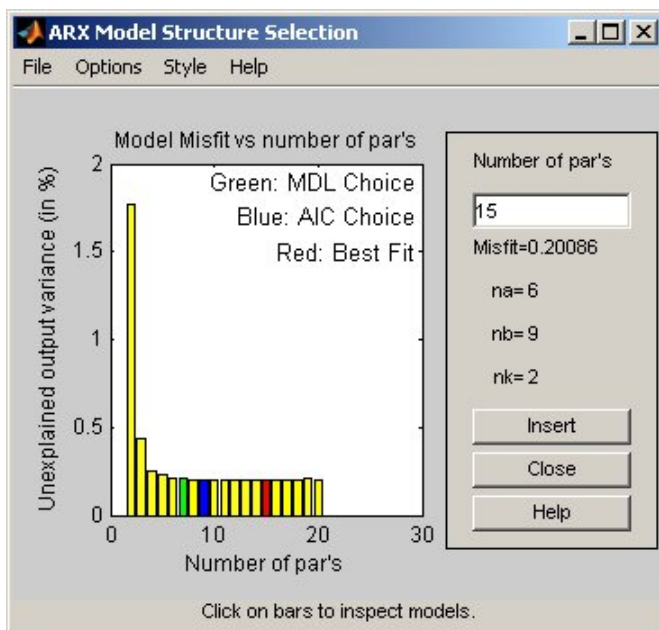 ARX Model Structure Selection
File Options Style Help
Model Misfit vs number of par's
Unexplained output variance (in %)
2
1.5
1
0.5
0
Green: MDL Choice
Blue: AIC Choice
Red: Best Fit
0 10 20 30
Number of par's
Number of par's
15
Misfit=0.20086
na= 6
nb= 9
nk= 2
Insert
Close
Help
Click on bars to inspect models.